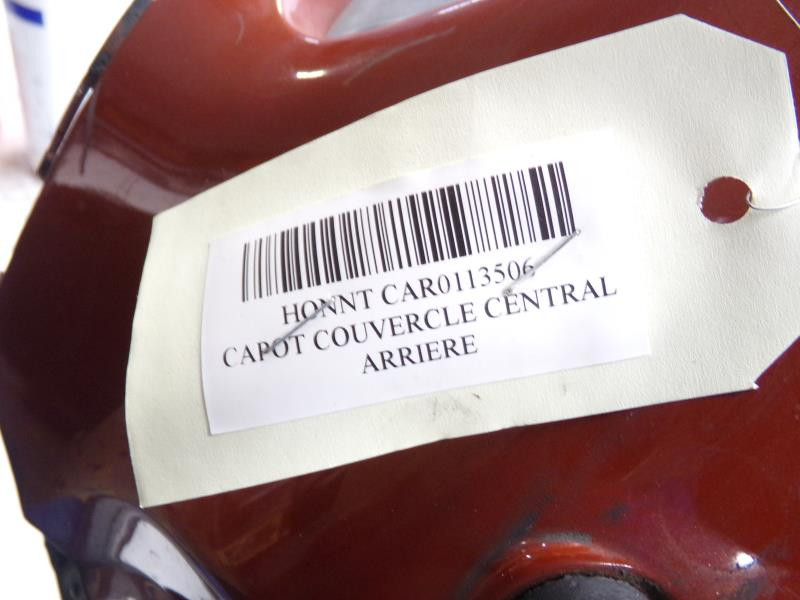 HONNT CAR0113506
CAPOT COUVERCLE CENTRAL
ARRIERE